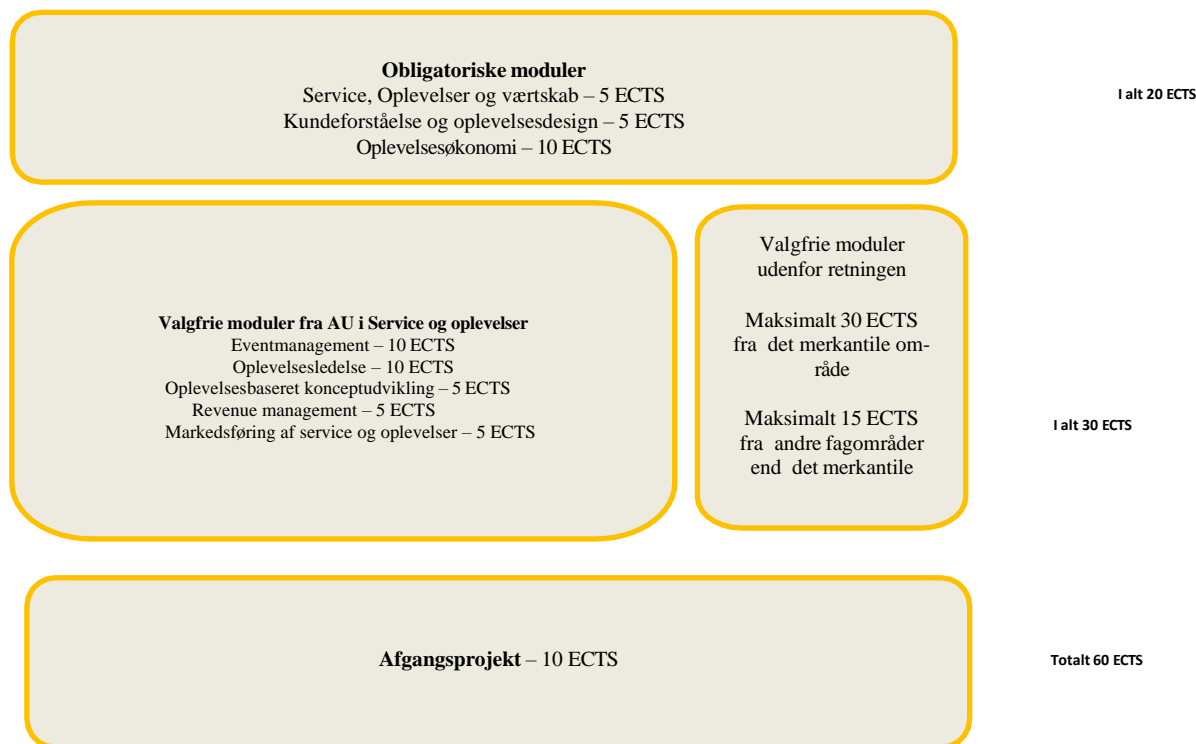 Obligatoriske moduler
Service, Oplevelser og værtskab – 5 ECTS
Kundeforståelse og oplevelsesdesign – 5 ECTS
Oplevelsesøkonomi – 10 ECTS
I alt 20 ECTS
Valgfrie moduler fra AU i Service og oplevelser
Eventmanagement – 10 ECTS
Oplevelsesledelse – 10 ECTS
Oplevelsesbaseret konceptudvikling – 5 ECTS
Revenue management – 5 ECTS
Markedsføring af service og oplevelser – 5 ECTS
Valgfrie moduler
udenfor retningen
Maksimalt 30 ECTS
fra det merkantile om-
råde
Maksimalt 15 ECTS
fra andre fagområder
end det merkantile
I alt 30 ECTS
Afgangsprojekt – 10 ECTS
Totalt 60 ECTS